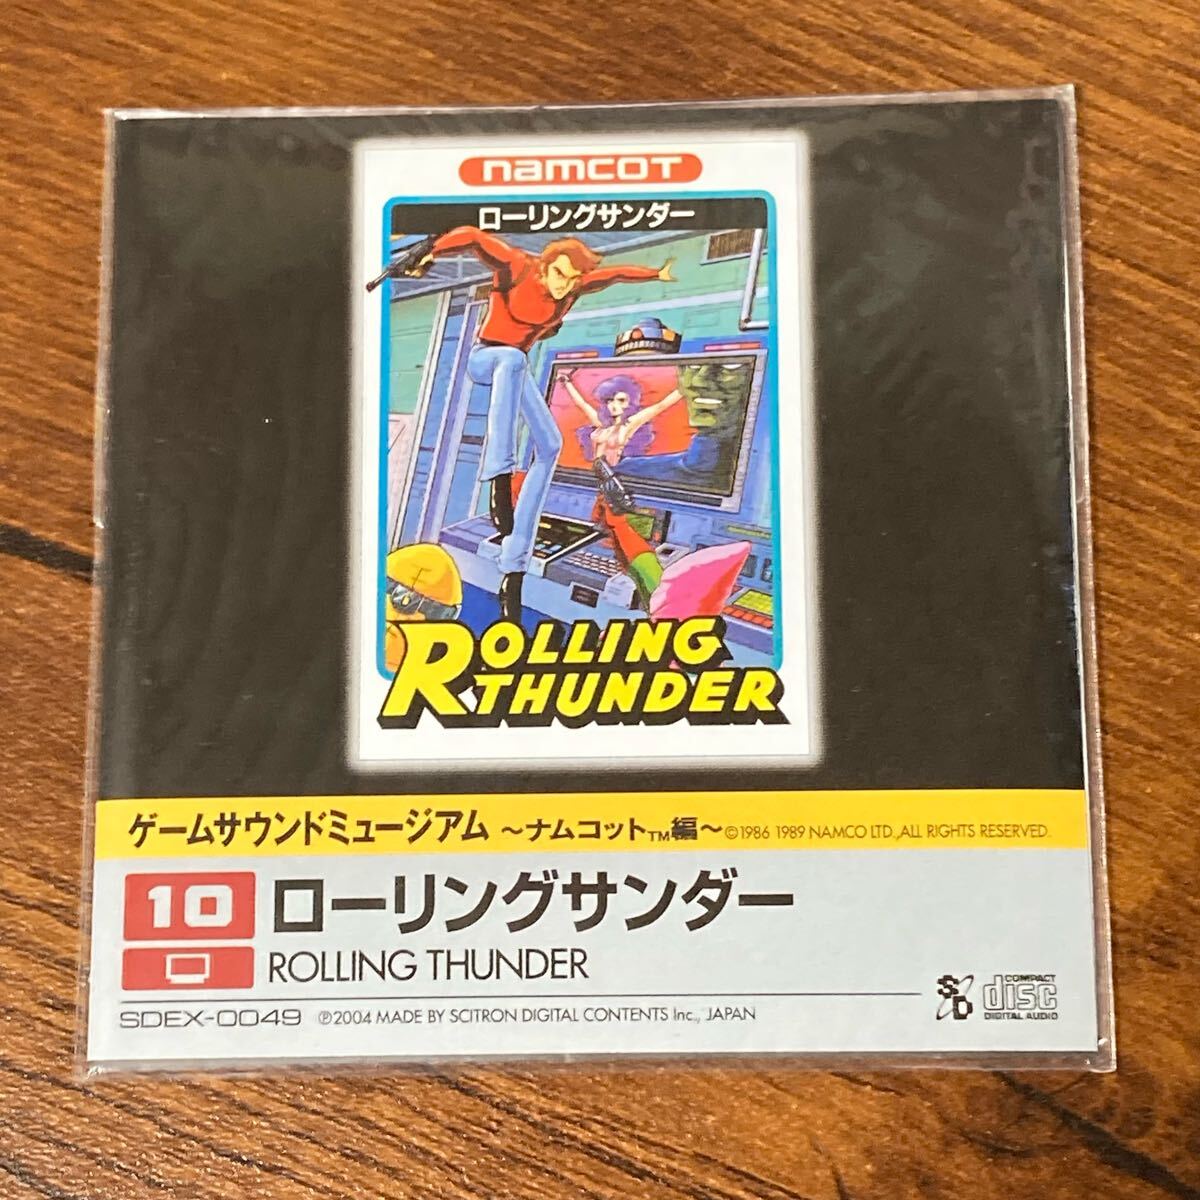 namcoT
ローリングサンダー
ROLLING
THUNDER
ゲームサウンドミュージアム ～ナムコット™編～ ©1986 1989 NAMCO LTD.,ALL RIGHTS RESERVED.
10 ローリングサンダー
ROLLING THUNDER
SDEX-0049 ℗2004 MADE BY SCITRON DIGITAL CONTENTS Inc., JAPAN
SD
COMPACT
disc
DIGITAL AUDIO